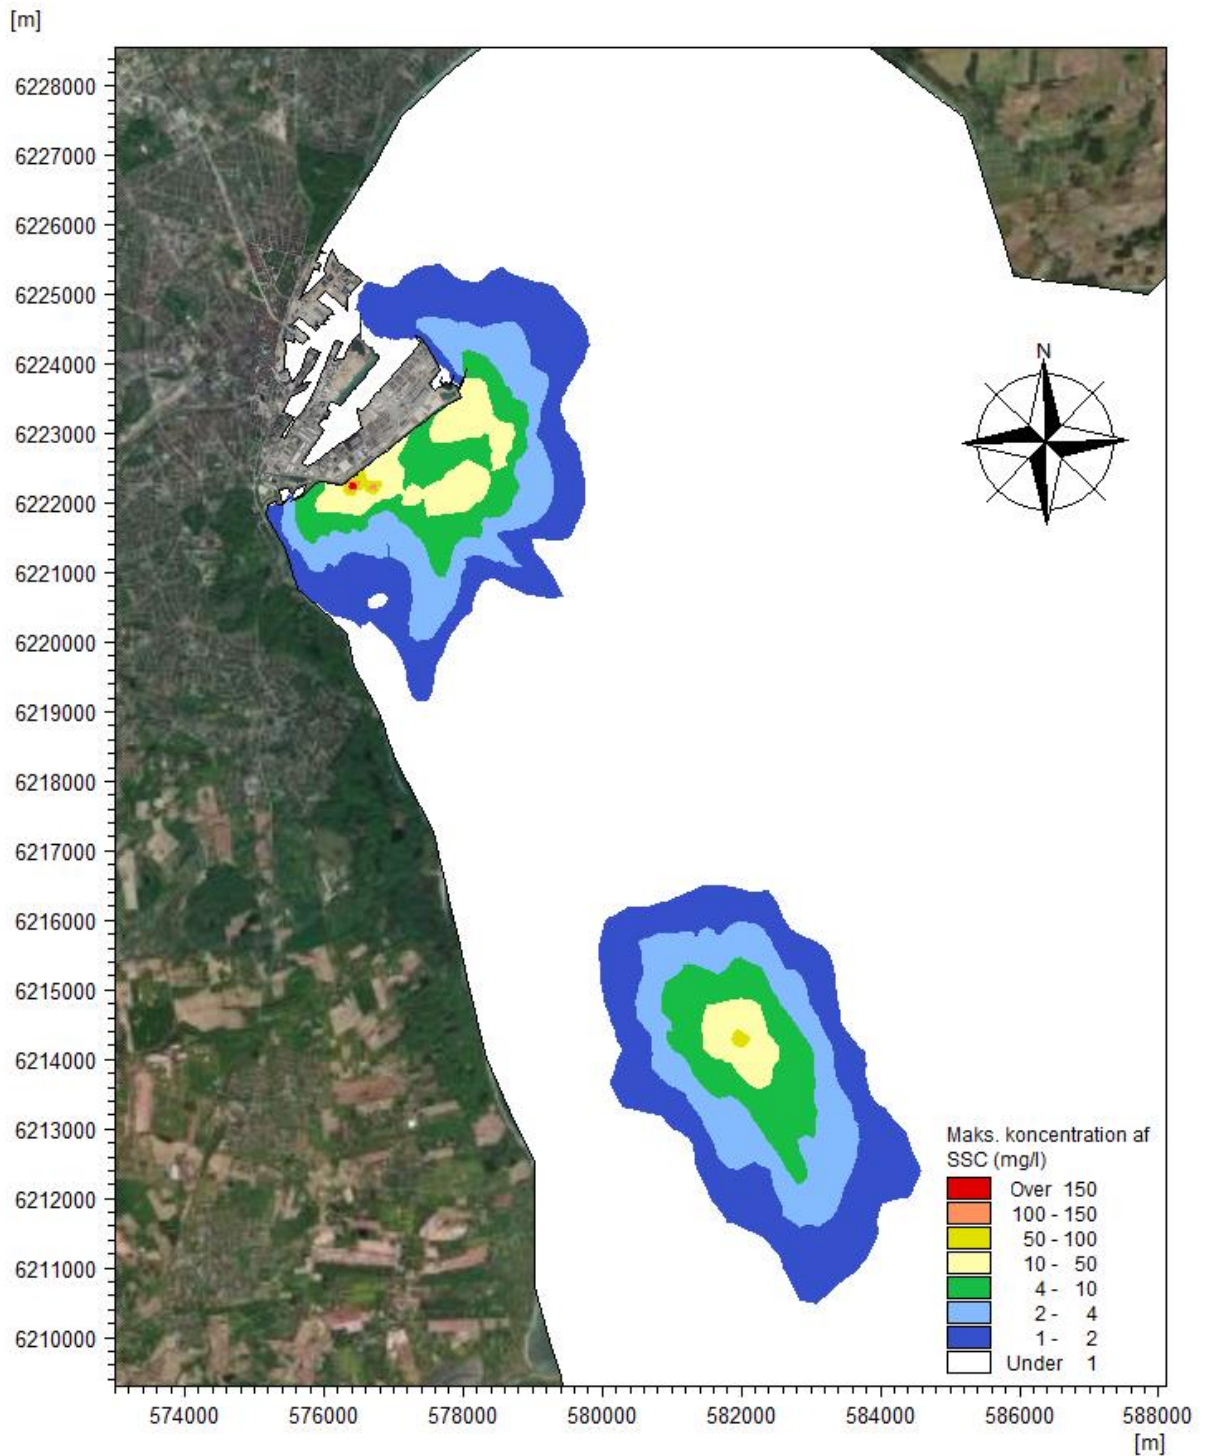 [m]
6228000
6227000
6226000
6225000
6224000
6223000
6222000
6221000
6220000
6219000
6218000
6217000
6216000
6215000
6214000
6213000
6212000
6211000
6210000
N
Maks. koncentration af
SSC (mg/l)
Over 150
100 - 150
50 - 100
10 - 50
4 - 10
2 - 4
1 - 2
Under 1
574000 576000 578000 580000 582000 584000 586000 588000
[m]